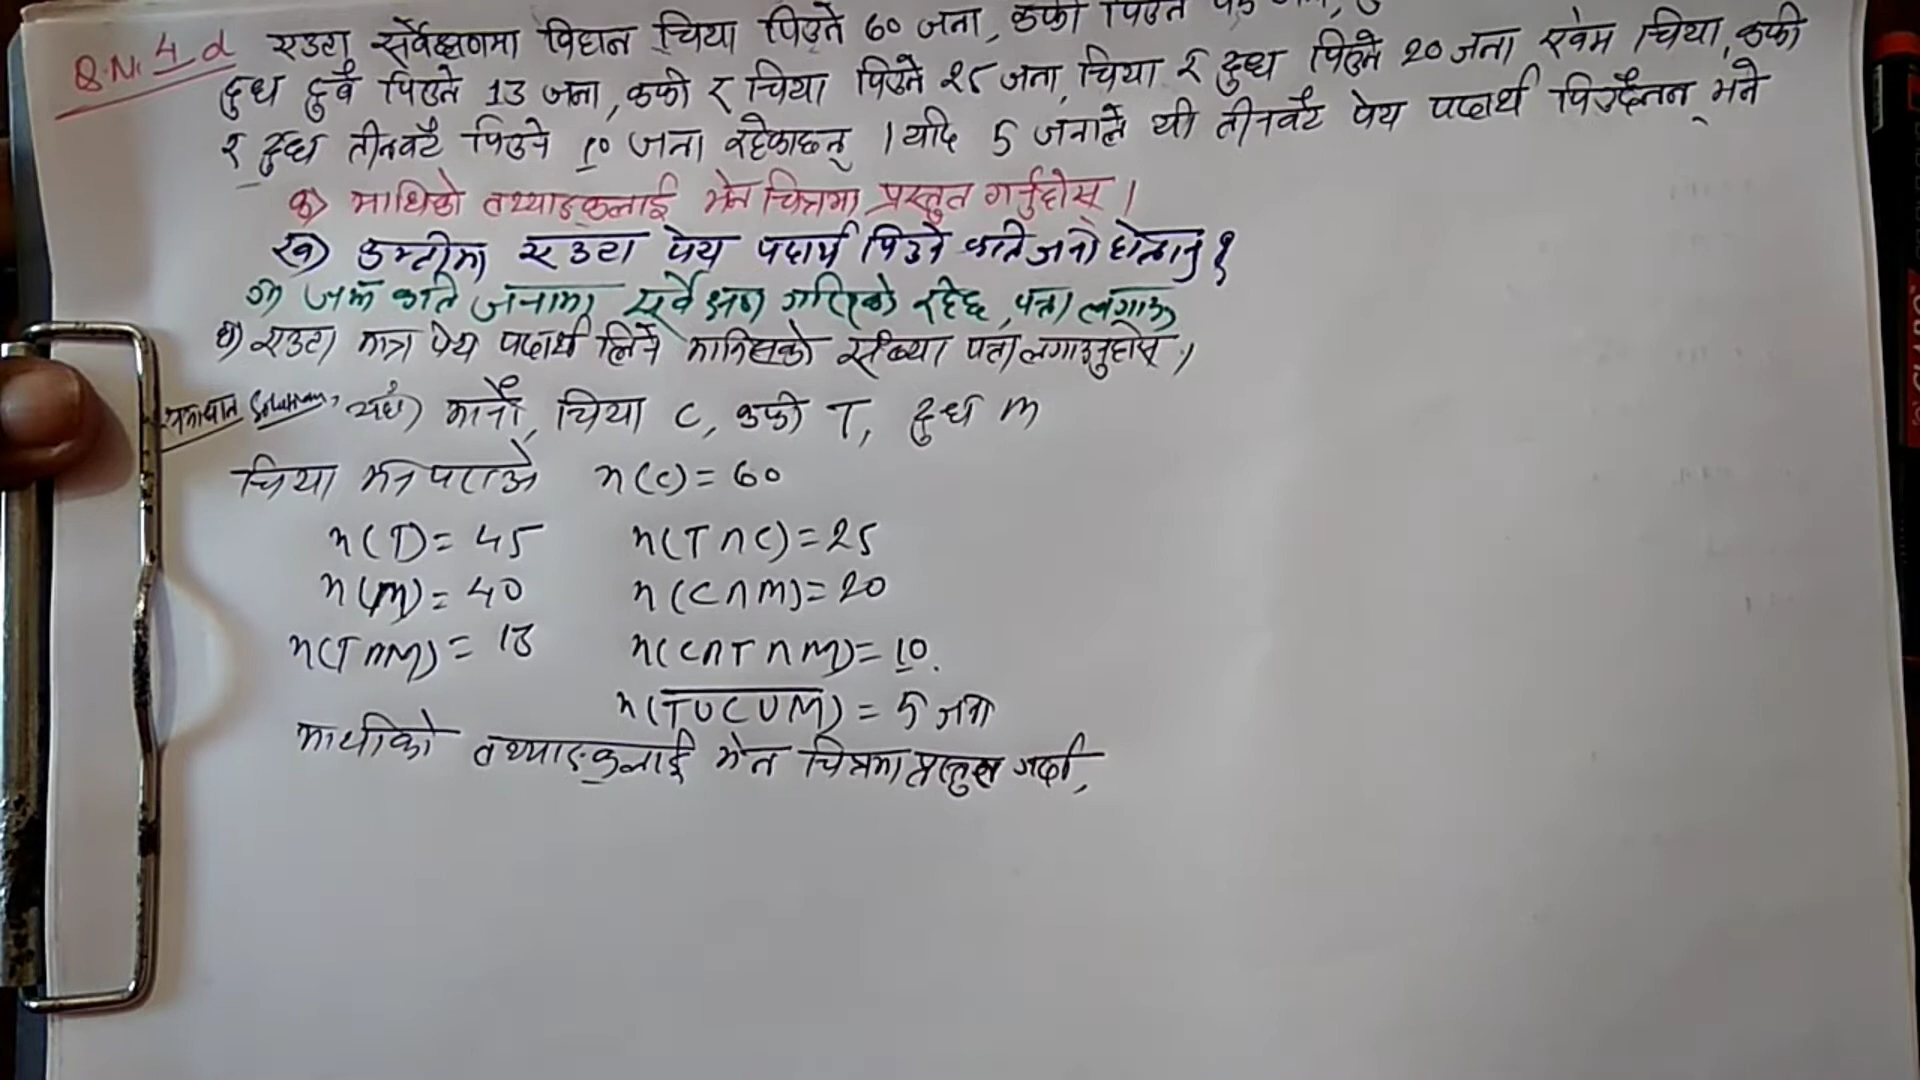 Q.N. 4 d एउटा सर्वेक्षणमा विहान चिया पिउने 60 जना, कफी पिउने
दुध दुवै पिउने 13 जना, कफी र चिया पिउने 25 जना, चिया र दुध पिउने 20 जना एवम चिया, कफी
र दुध तीनवटै पिउने 10 जना रहेकाछन् । यदि 5 जनाले यी तीनवटै पेय पदार्थ पिउँदैनन् भने
क) माथिको तथ्याङ्कलाई भेन चित्रमा प्रस्तुत गर्नुहोस् ।
ख) कम्तीमा एउटा पेय पदार्थ पिउने कति जना होलान् ?
ग) जम्मा कति जनामा सर्वेक्षण गरिएको रहेछ, पत्ता लगाऊ
घ) एउटा मात्र पेय पदार्थ लिने मानिसको संख्या पत्ता लगाउनुहोस् ।
समाधान Solution, यहाँ मानौ, चिया C, कफी T, दुध M
चिया मन पराउने n(C) = 60
n(T) = 45 n(T∩C) = 25
n(M) = 40 n(C∩M) = 20
n(T∩M) = 13 n(C∩T∩M) = 10.
n(\overline{T∪C∪M}) = 5 जना
माथीको तथ्याङ्कलाई भेन चित्रमा प्रस्तुत गर्दा,